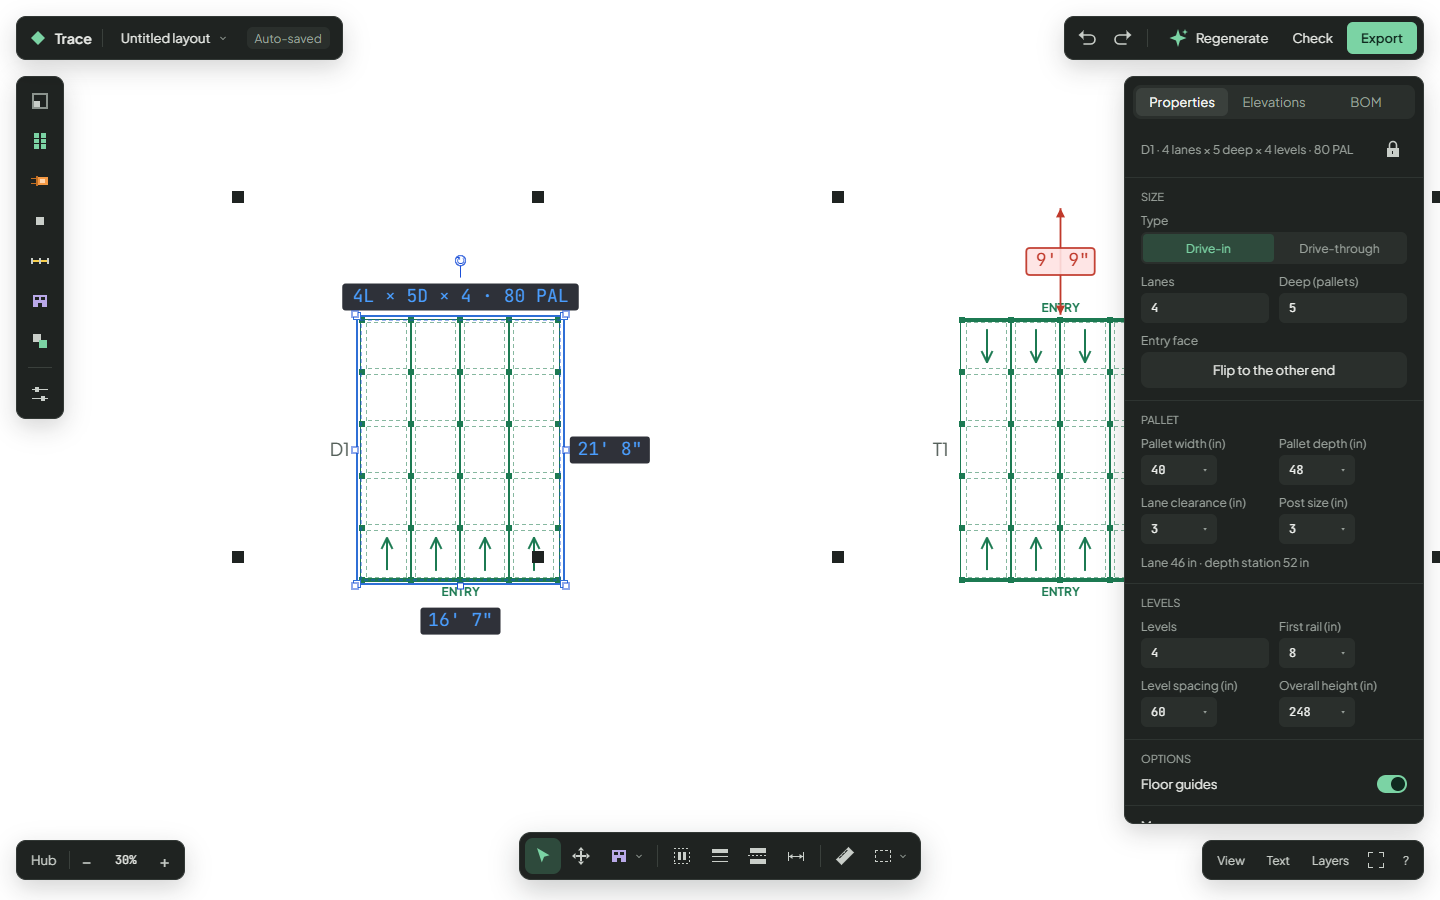 Trace
Untitled layout
Auto-saved
Regenerate
Check
Export
Properties
Elevations
BOM
D1 · 4 lanes × 5 deep × 4 levels · 80 PAL
SIZE
Type
Drive-in
Drive-through
Lanes
Deep (pallets)
4
5
Entry face
Flip to the other end
PALLET
Pallet width (in)
Pallet depth (in)
40
48
Lane clearance (in)
Post size (in)
3
3
Lane 46 in · depth station 52 in
LEVELS
Levels
First rail (in)
4
8
Level spacing (in)
Overall height (in)
60
248
OPTIONS
Floor guides
4L × 5D × 4 · 80 PAL
D1
21' 8"
ENTRY
16' 7"
9' 9"
ENTRY
T1
ENTRY
Hub
30%
View
Text
Layers
?